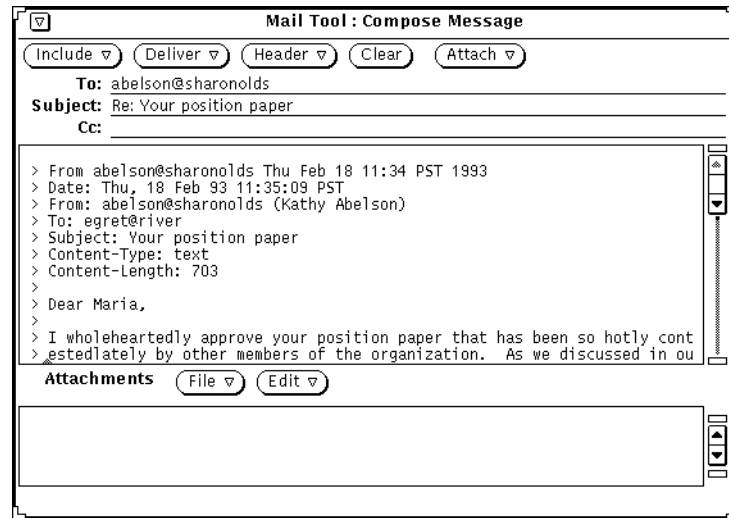 Mail Tool : Compose Message
Include Deliver Header Clear Attach
To: abelson@sharonolds
Subject: Re: Your position paper
Cc:
> From abelson@sharonolds Thu Feb 18 11:34 PST 1993
> Date: Thu, 18 Feb 93 11:35:09 PST
> From: abelson@sharonolds (Kathy Abelson)
> To: egret@river
> Subject: Your position paper
> Content-Type: text
> Content-Length: 703
>
> Dear Maria,
>
> I wholeheartedly approve your position paper that has been so hotly cont
> estedlately by other members of the organization.  As we discussed in ou
Attachments File Edit